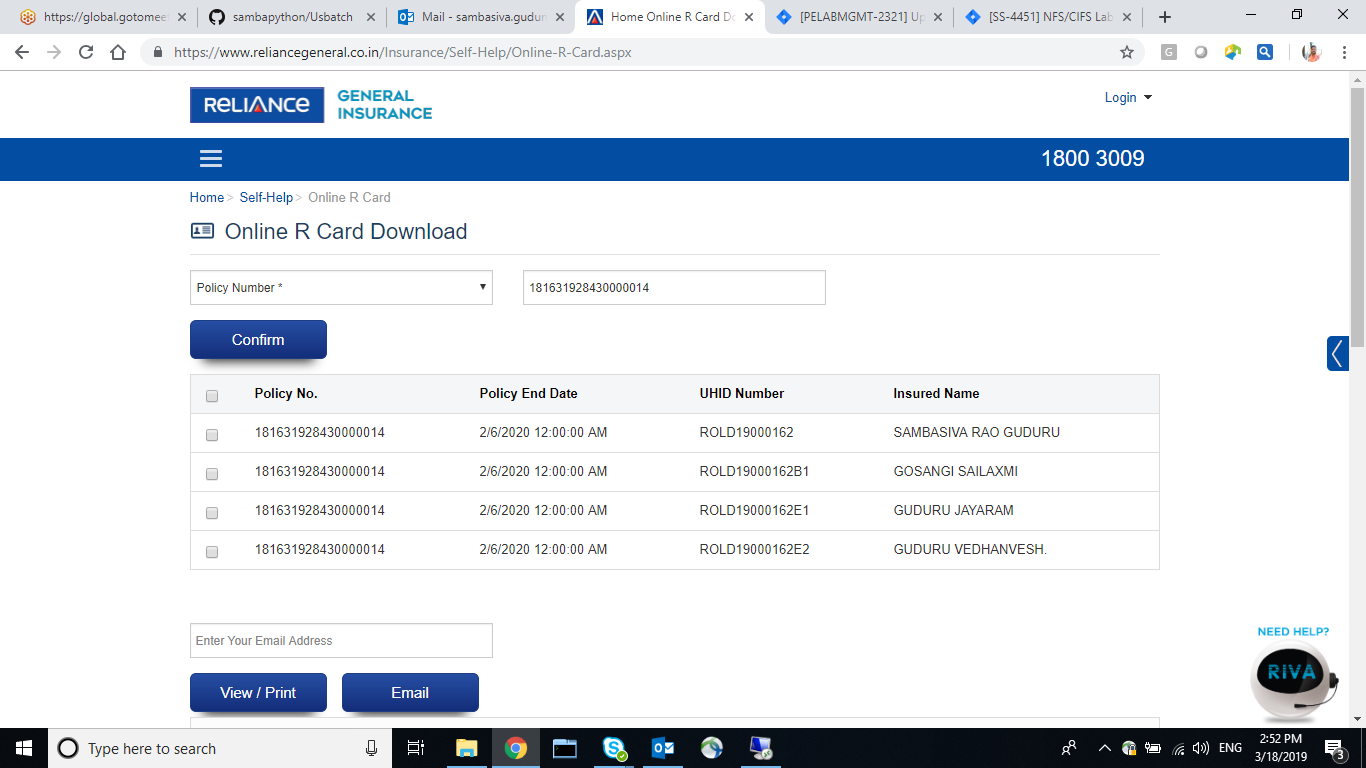 https://global.gotomeet
sambapython/Usbatch
Mail - sambasiva.gudur
Home Online R Card Do
[PELABMGMT-2321] Up
[SS-4451] NFS/CIFS Lab
https://www.reliancegeneral.co.in/Insurance/Self-Help/Online-R-Card.aspx
G
RELIANCE
GENERAL
INSURANCE
Login
1800 3009
Home > Self-Help > Online R Card
Online R Card Download
Policy Number * 181631928430000014
Confirm
Policy No. Policy End Date UHID Number Insured Name
181631928430000014 2/6/2020 12:00:00 AM ROLD19000162 SAMBASIVA RAO GUDURU
181631928430000014 2/6/2020 12:00:00 AM ROLD19000162B1 GOSANGI SAILAXMI
181631928430000014 2/6/2020 12:00:00 AM ROLD19000162E1 GUDURU JAYARAM
181631928430000014 2/6/2020 12:00:00 AM ROLD19000162E2 GUDURU VEDHANVESH.
Enter Your Email Address
NEED HELP?
RIVA
View / Print Email
Type here to search
ENG
2:52 PM
3/18/2019
3